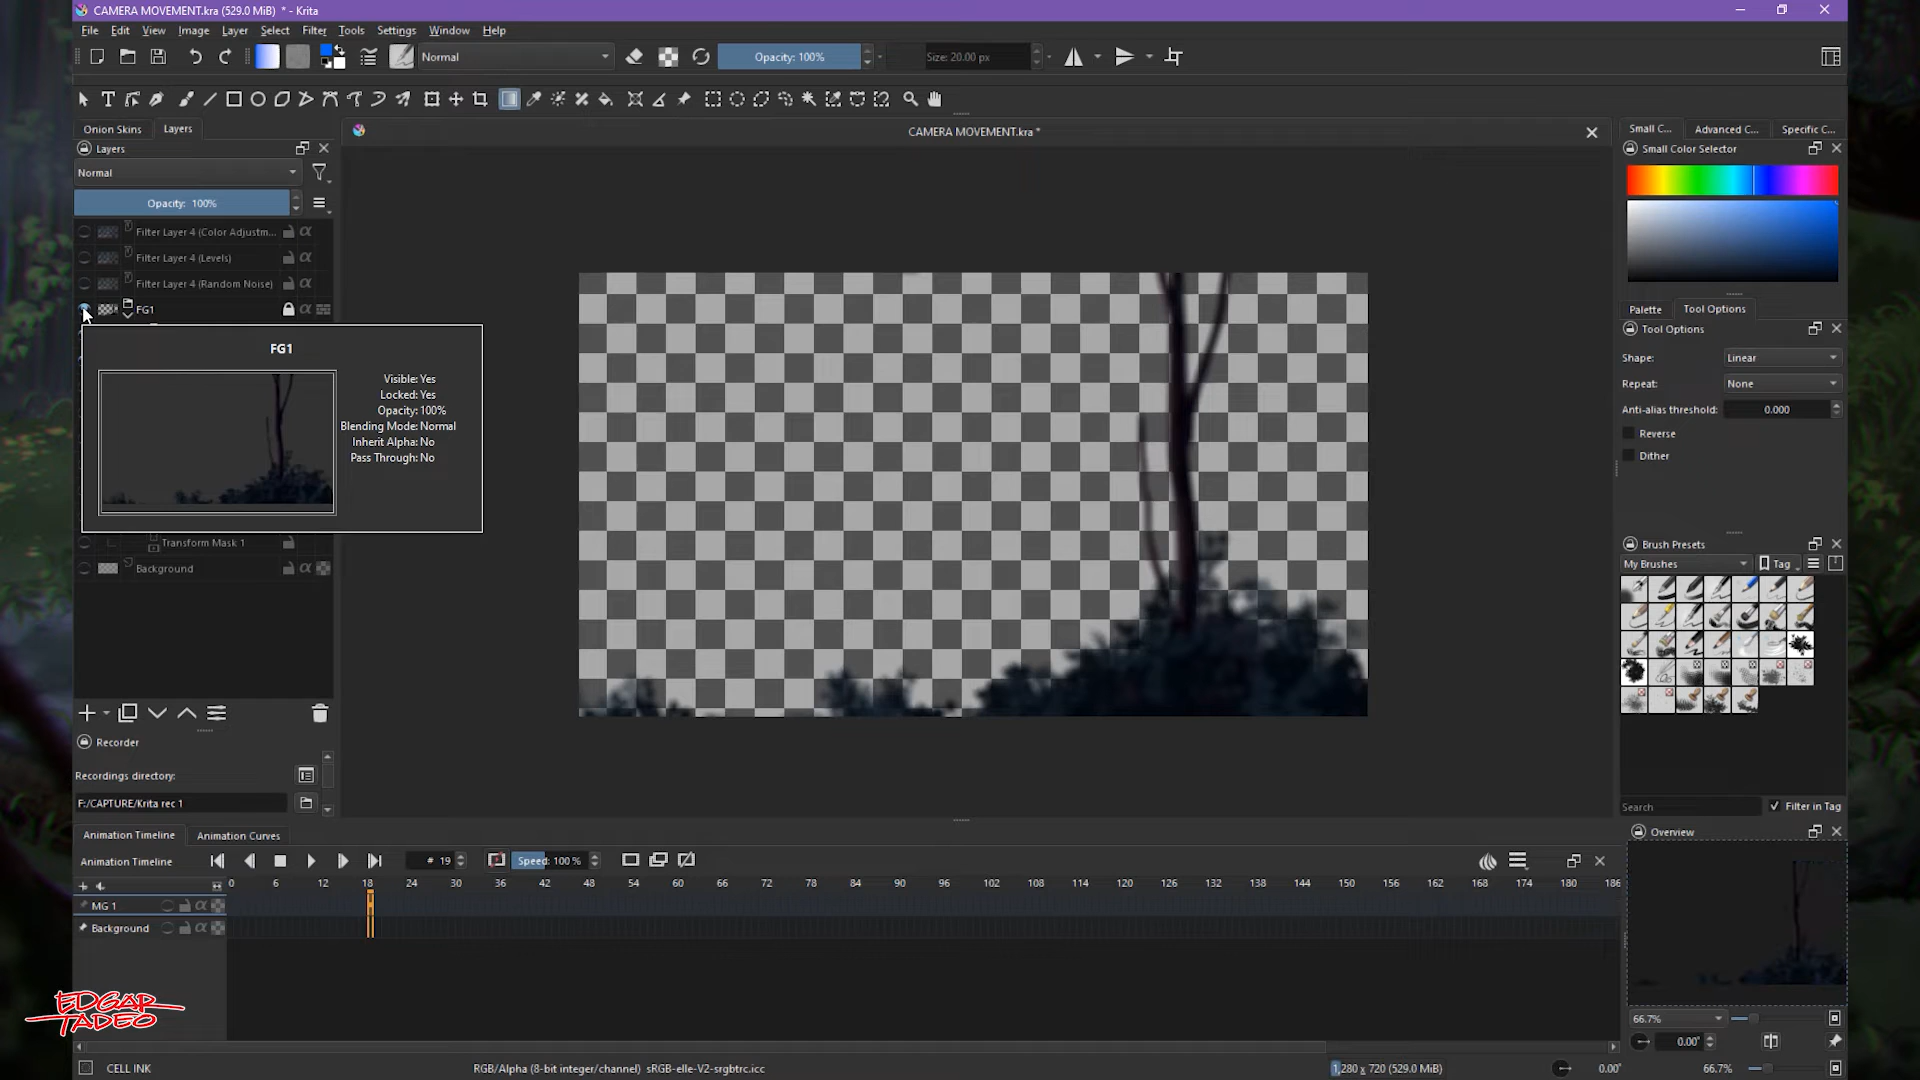 CAMERA MOVEMENT.kra (529.0 MiB) * - Krita
File Edit View Image Layer Select Filter Tools Settings Window Help
Normal
Opacity: 100%
Size: 20.00 px
Onion Skins Layers
CAMERA MOVEMENT.kra *
Small C... Advanced C... Specific C...
Layers
Small Color Selector
Normal
Opacity: 100%
Filter Layer 4 (Color Adjustm...
Filter Layer 4 (Levels)
Filter Layer 4 (Random Noise)
FG1
FG1
Visible: Yes
Locked: Yes
Opacity: 100%
Blending Mode: Normal
Inherit Alpha: No
Pass Through: No
Transform Mask 1
Background
Palette Tool Options
Tool Options
Shape: Linear
Repeat: None
Anti-alias threshold: 0.000
Reverse
Dither
Brush Presets
My Brushes Tag
Search Filter in Tag
Recorder
Recordings directory:
F:/CAPTURE/Krita rec 1
Animation Timeline Animation Curves
Overview
Animation Timeline # 19 Speed: 100 %
0 6 12 18 24 30 36 42 48 54 60 66 72 78 84 90 96 102 108 114 120 126 132 138 144 150 156 162 168 174 180 186
MG 1
Background
EDGAR
TADEO
66.7%
0.00°
CELL INK
RGB/Alpha (8-bit integer/channel) sRGB-elle-V2-srgbtrc.icc
1,280 x 720 (529.0 MiB)
0.00°
66.7%